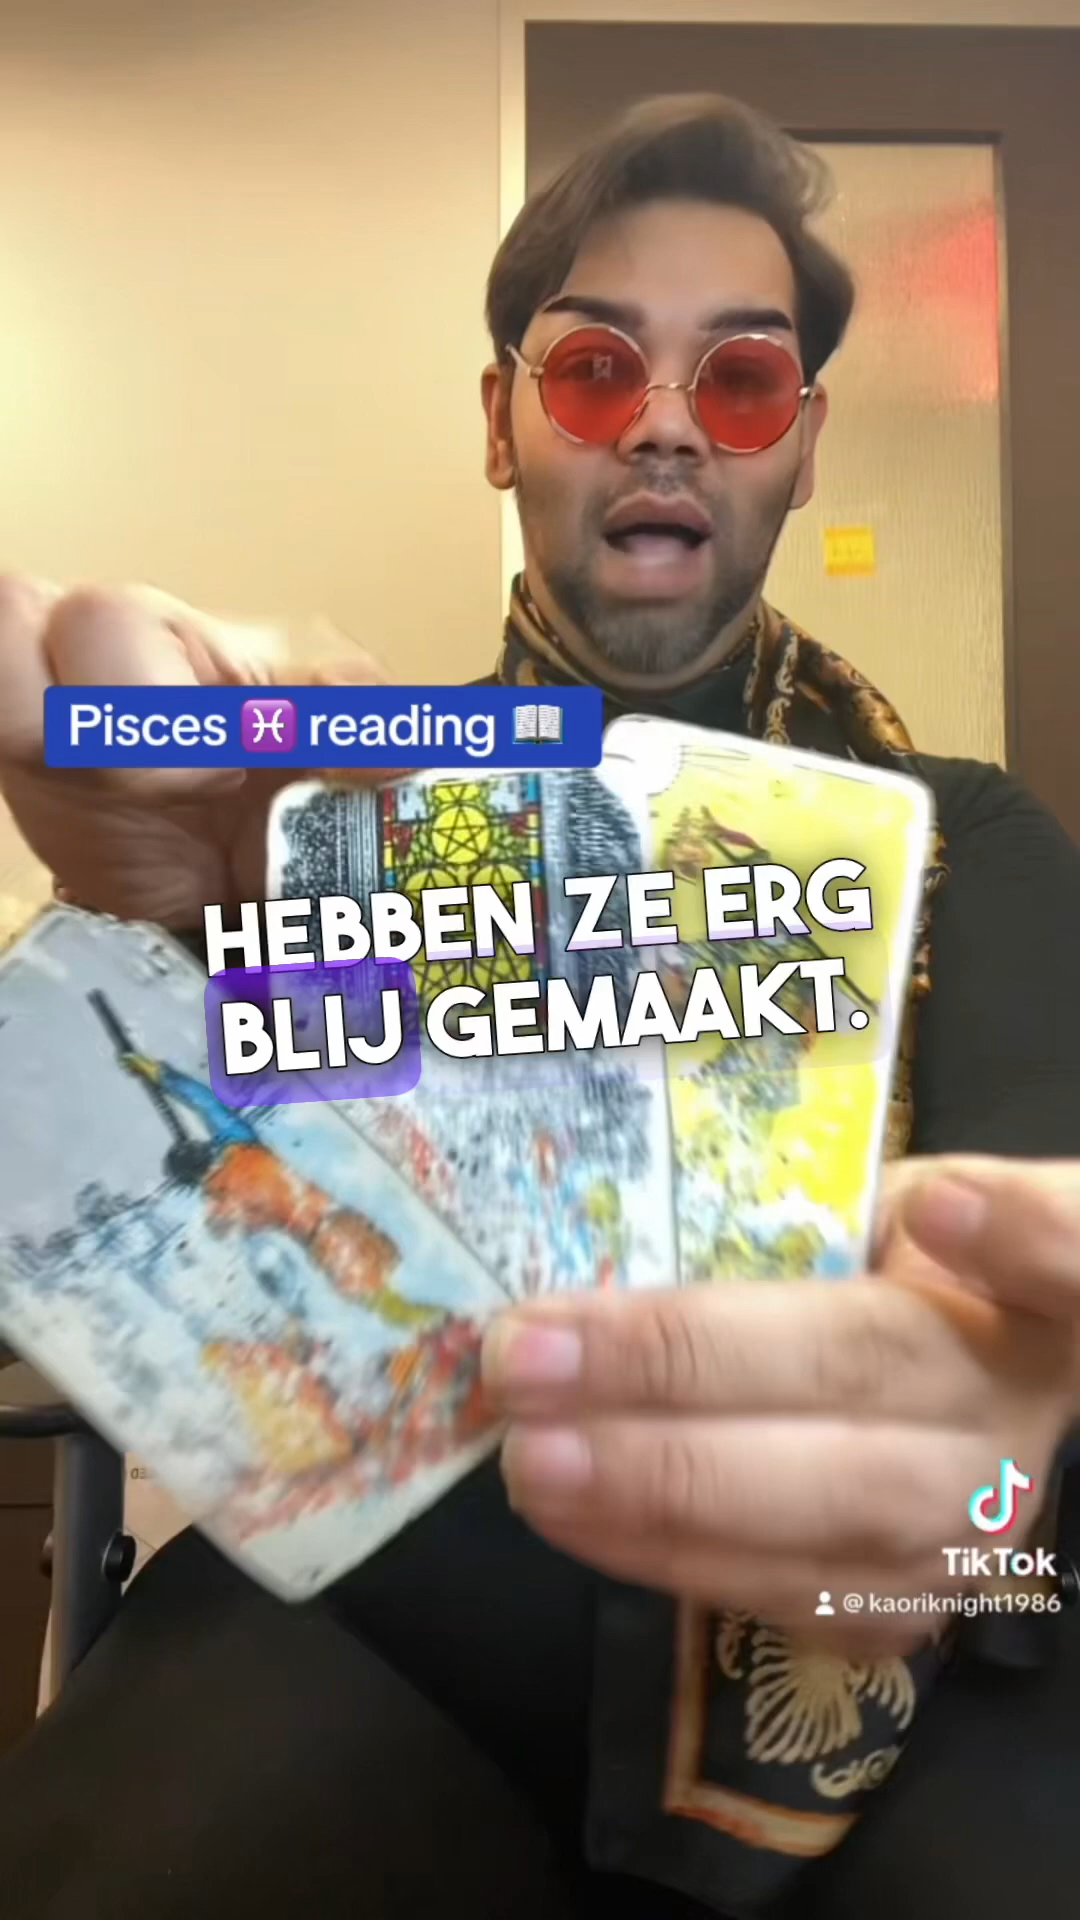 Pisces ♓ reading 📖
HEBBEN ZE ERG
BLIJ GEMAAKT.
TikTok
@kaoriknight1986